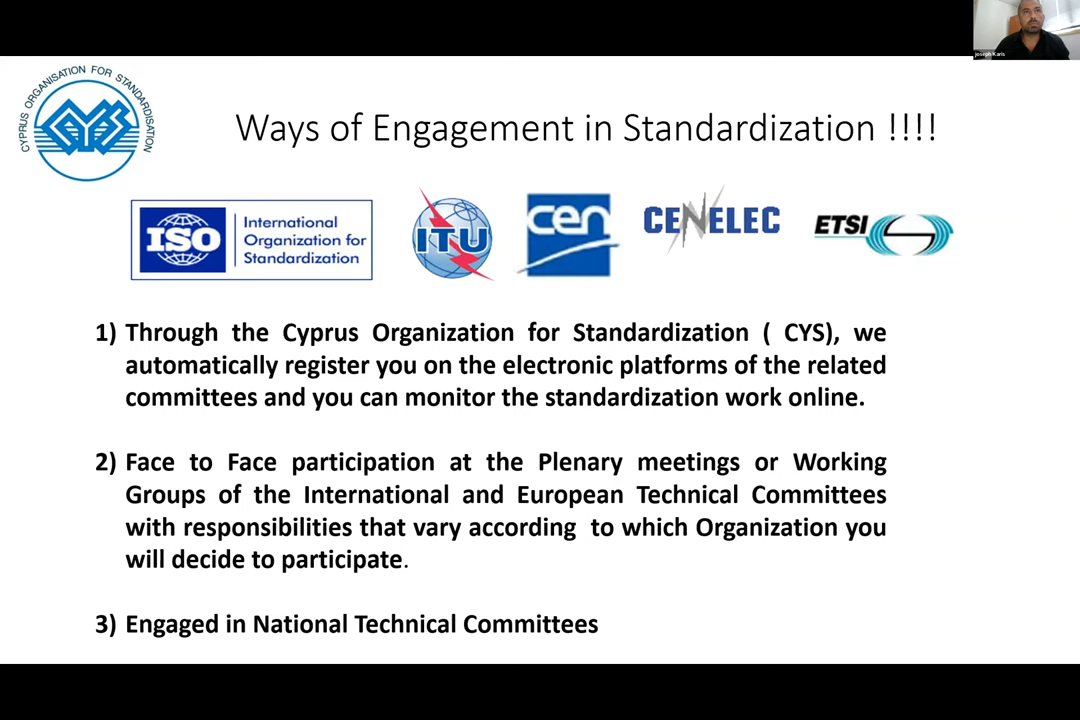 joseph Karis
CYPRUS ORGANISATION FOR STANDARDISATION
CYS
Ways of Engagement in Standardization !!!!
ISO
International
Organization for
Standardization
ITU
cen
CENELEC
ETSI
1) Through the Cyprus Organization for Standardization ( CYS), we
automatically register you on the electronic platforms of the related
committees and you can monitor the standardization work online.
2) Face to Face participation at the Plenary meetings or Working
Groups of the International and European Technical Committees
with responsibilities that vary according to which Organization you
will decide to participate.
3) Engaged in National Technical Committees